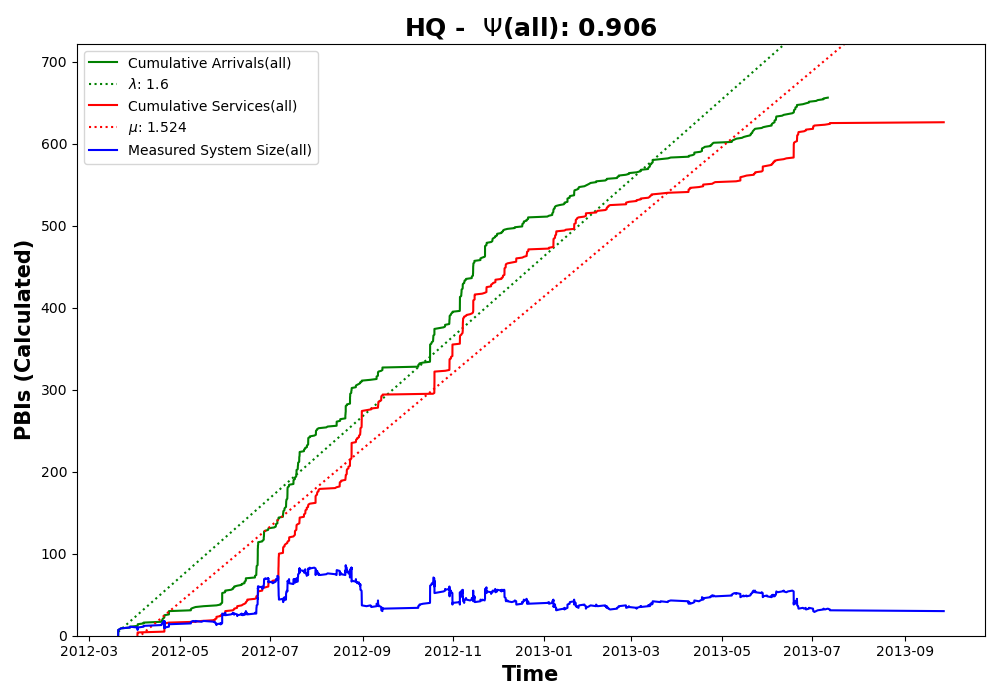 HQ - Ψ(all): 0.906
Cumulative Arrivals(all)
λ: 1.6
Cumulative Services(all)
μ: 1.524
Measured System Size(all)
PBIs (Calculated)
700
600
500
400
300
200
100
0
2012-03 2012-05 2012-07 2012-09 2012-11 2013-01 2013-03 2013-05 2013-07 2013-09
Time